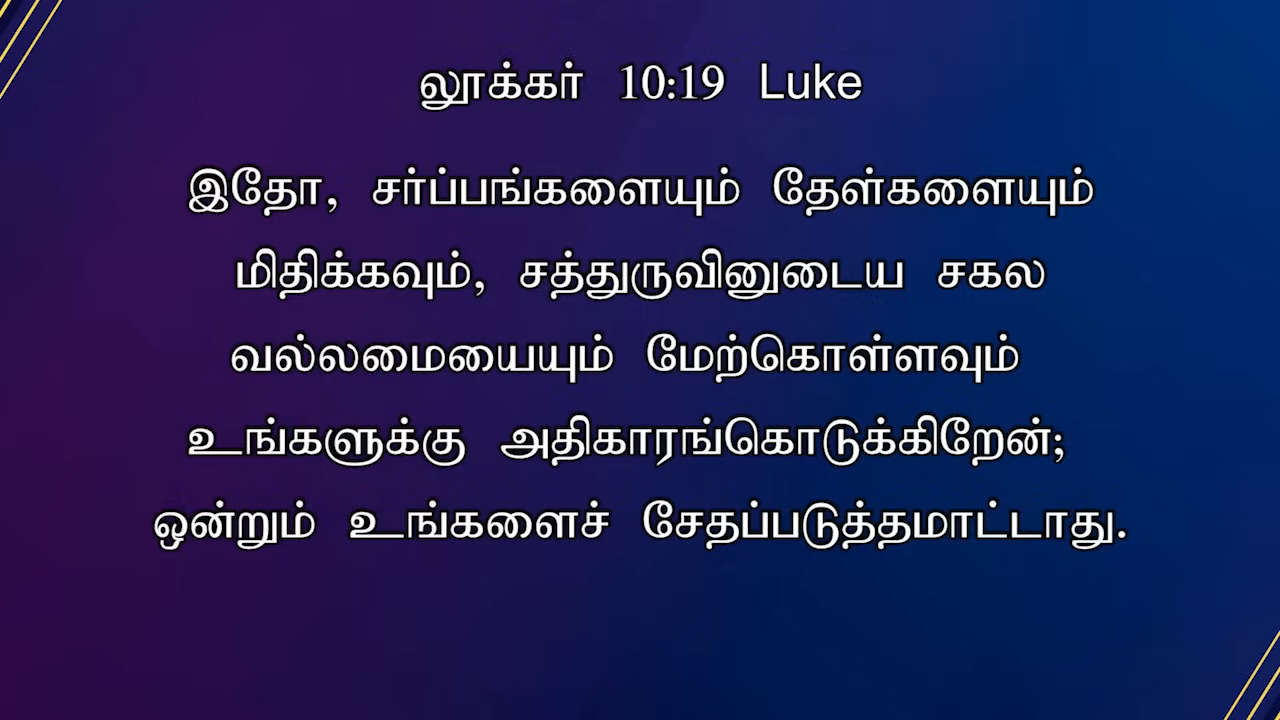 லூக்கர் 10:19 Luke
இதோ, சர்ப்பங்களையும் தேள்களையும்
மிதிக்கவும், சத்துருவினுடைய சகல
வல்லமையையும் மேற்கொள்ளவும்
உங்களுக்கு அதிகாரங்கொடுக்கிறேன்;
ஒன்றும் உங்களைச் சேதப்படுத்தமாட்டாது.